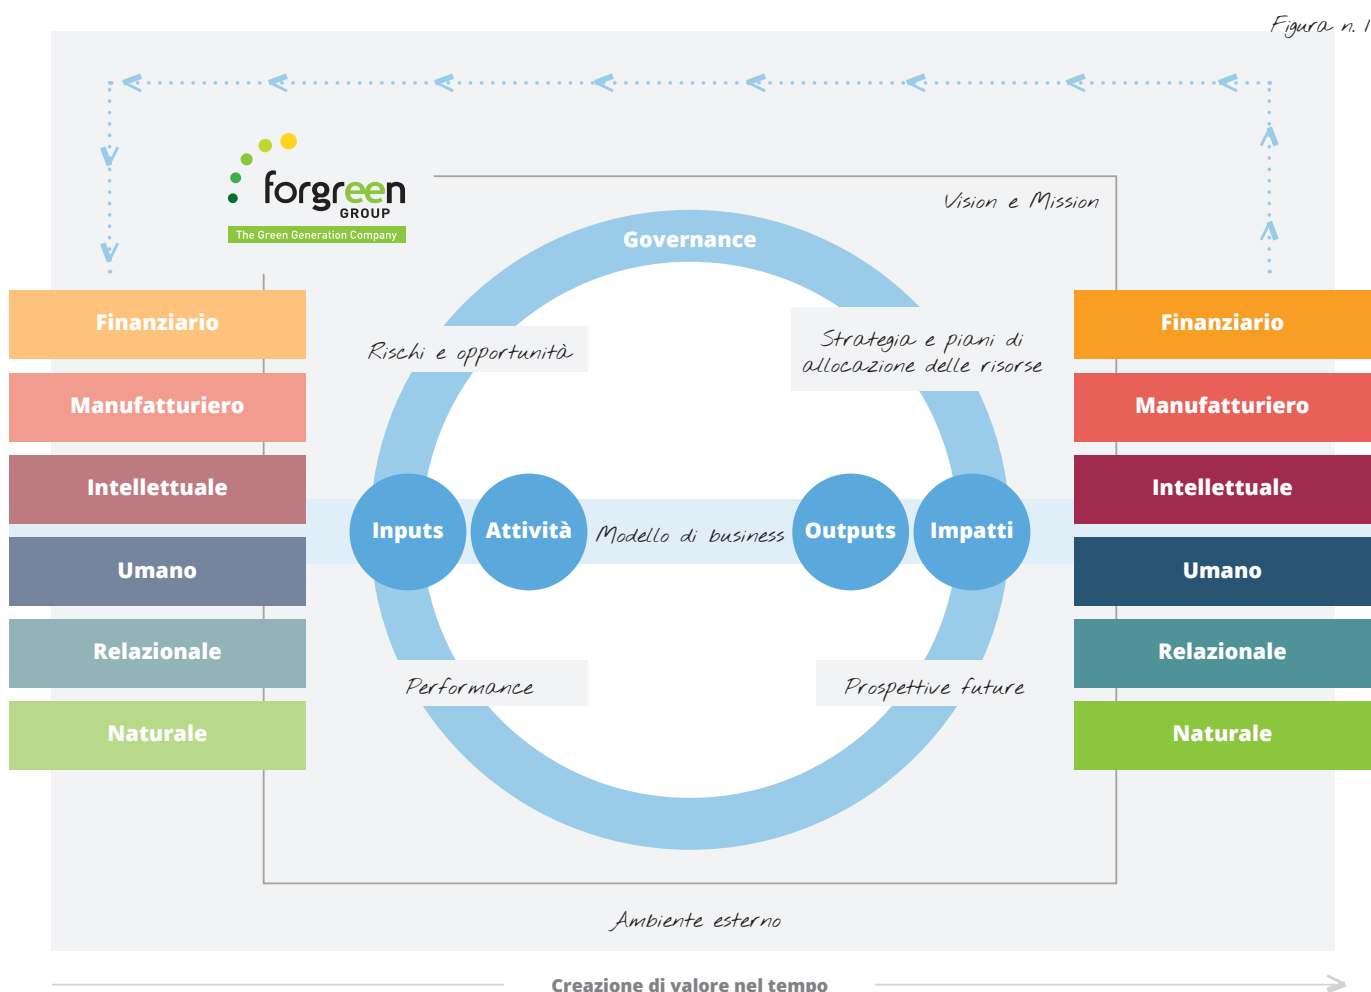 Figura n. 1
forgreen
GROUP
The Green Generation Company
Vision e Mission
Governance
Finanziario
Manufatturiero
Intellettuale
Umano
Relazionale
Naturale
Rischi e opportunità
Strategia e piani di
allocazione delle risorse
Inputs
Attività
Modello di business
Outputs
Impatti
Performance
Prospettive future
Finanziario
Manufatturiero
Intellettuale
Umano
Relazionale
Naturale
Ambiente esterno
Creazione di valore nel tempo